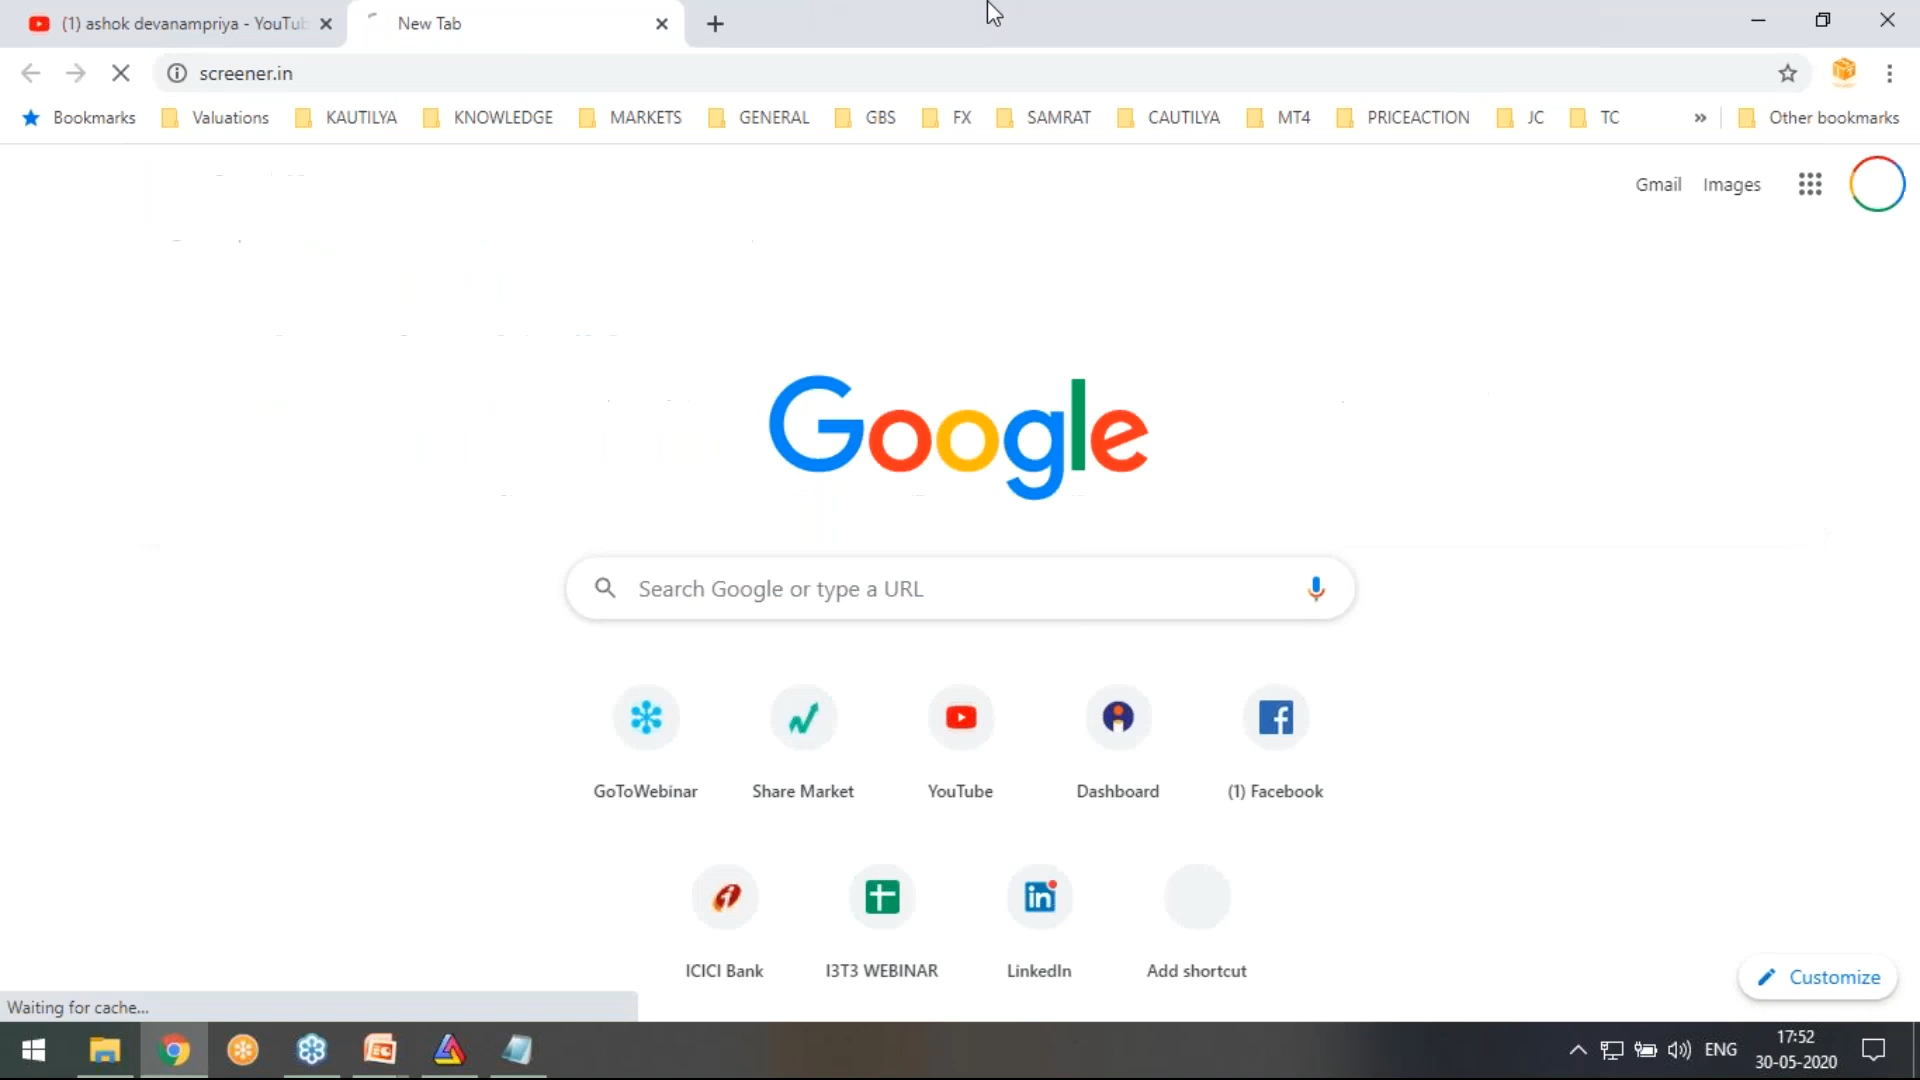 (1) ashok devanampriya - YouTub
New Tab
screener.in
Bookmarks Valuations KAUTILYA KNOWLEDGE MARKETS GENERAL GBS FX SAMRAT CAUTILYA MT4 PRICEACTION JC TC » Other bookmarks
Gmail Images
Google
Search Google or type a URL
GoToWebinar Share Market YouTube Dashboard (1) Facebook
ICICI Bank I3T3 WEBINAR LinkedIn Add shortcut
Customize
Waiting for cache...
ENG
17:52
30-05-2020